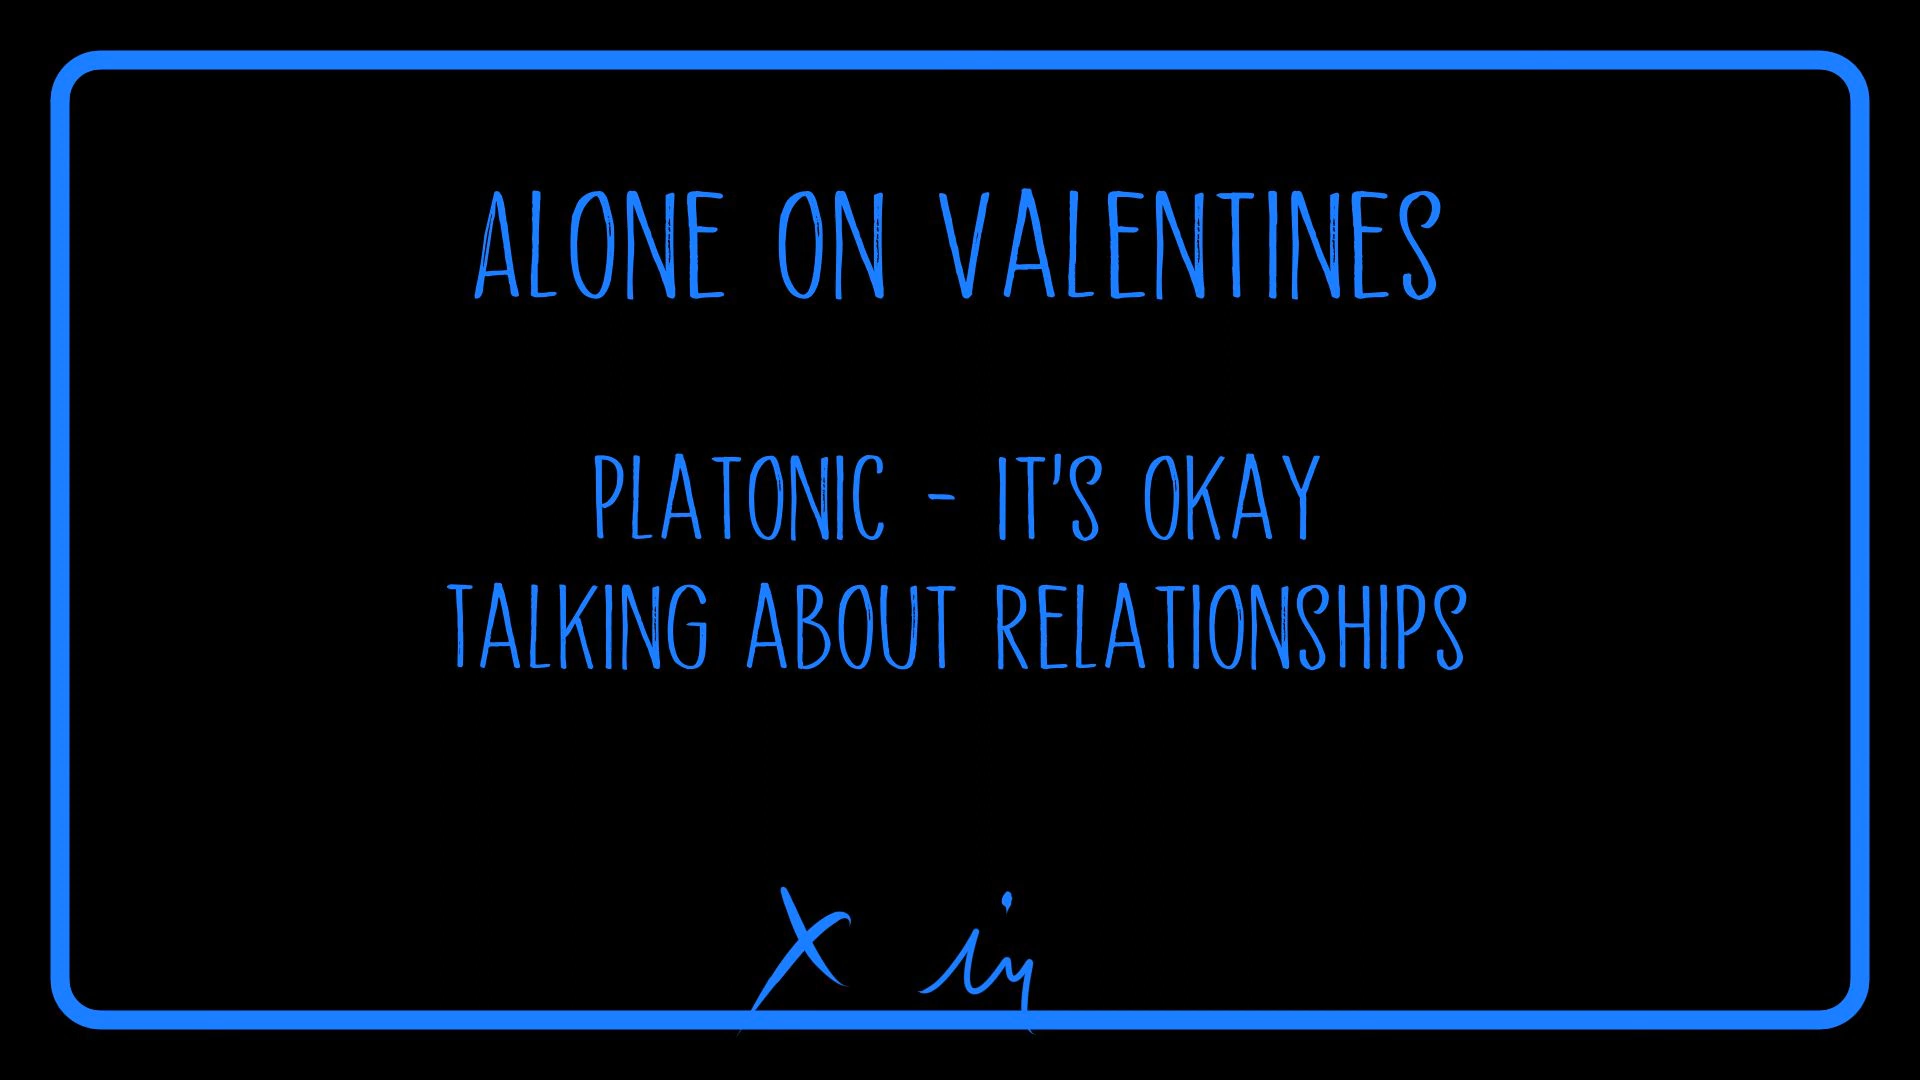 ALONE ON VALENTINES
PLATONIC - IT'S OKAY
TALKING ABOUT RELATIONSHIPS